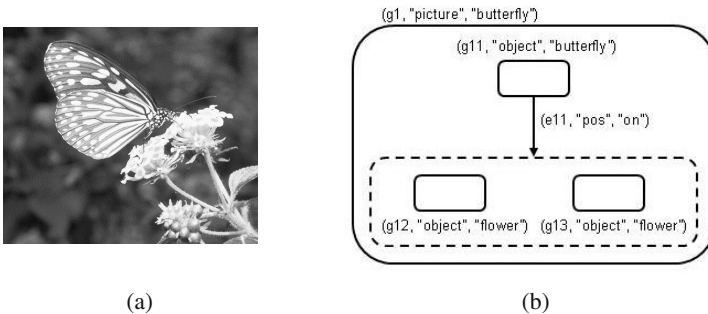 (g1, "picture", "butterfly")
(g11, "object", "butterfly")
(e11, "pos", "on")
(g12, "object", "flower") (g13, "object", "flower")
(a) (b)